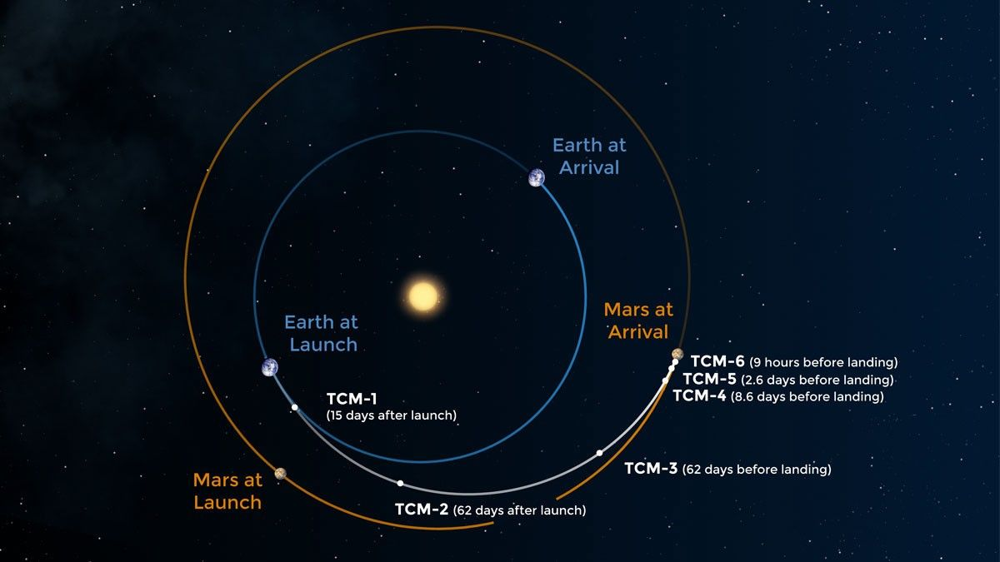 Earth at
Arrival
Earth at
Launch
Mars at
Arrival
TCM-6 (9 hours before landing)
TCM-5 (2.6 days before landing)
TCM-4 (8.6 days before landing)
TCM-1
(15 days after launch)
TCM-3 (62 days before landing)
Mars at
Launch
TCM-2 (62 days after launch)